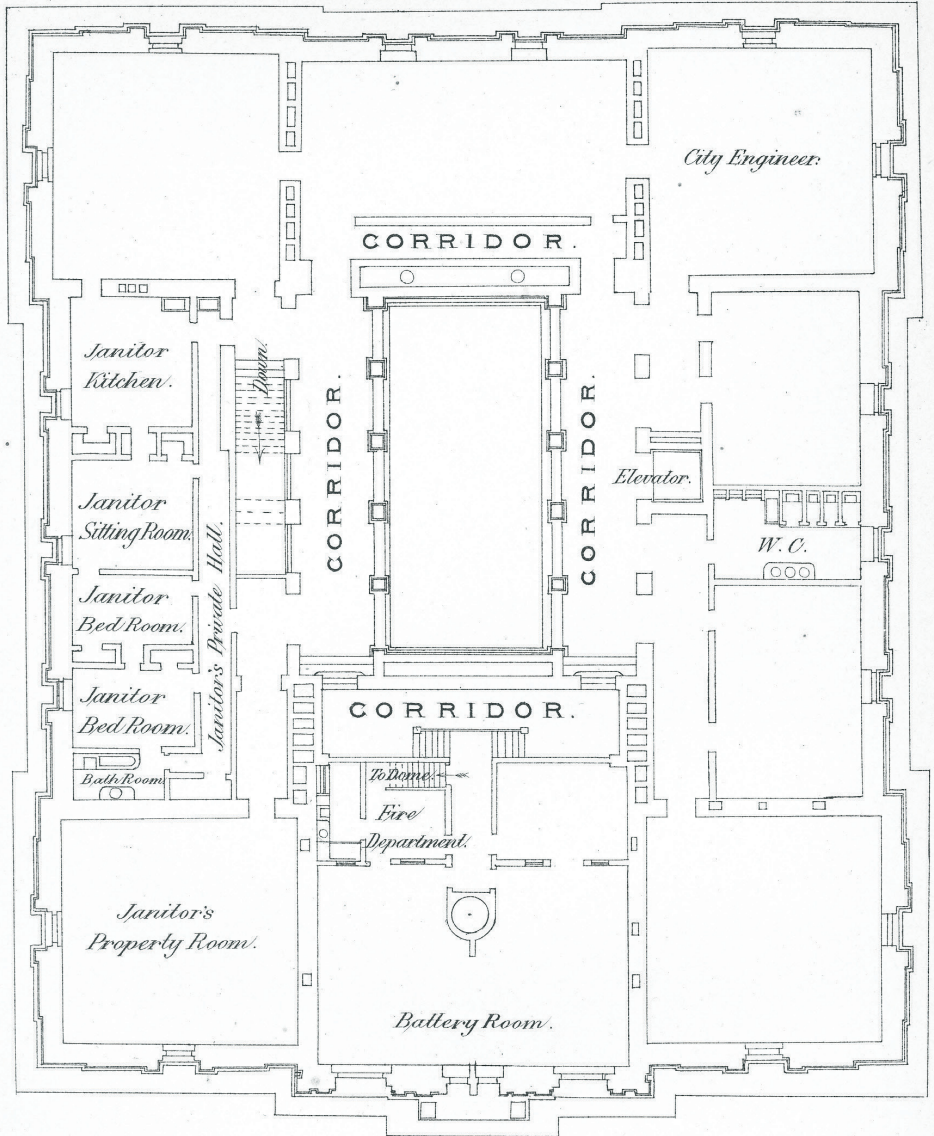 City Engineer:
CORRIDOR.
Janitor
Kitchen.
Down.
CORRIDOR.
CORRIDOR.
Elevator.
Janitor
Sitting Room.
W. C.
Janitor's Private Hall.
Janitor
Bed Room.
Janitor
Bed Room.
CORRIDOR.
Bath Room
To Dome.
Fire
Department.
Janitor's
Property Room.
Battery Room.